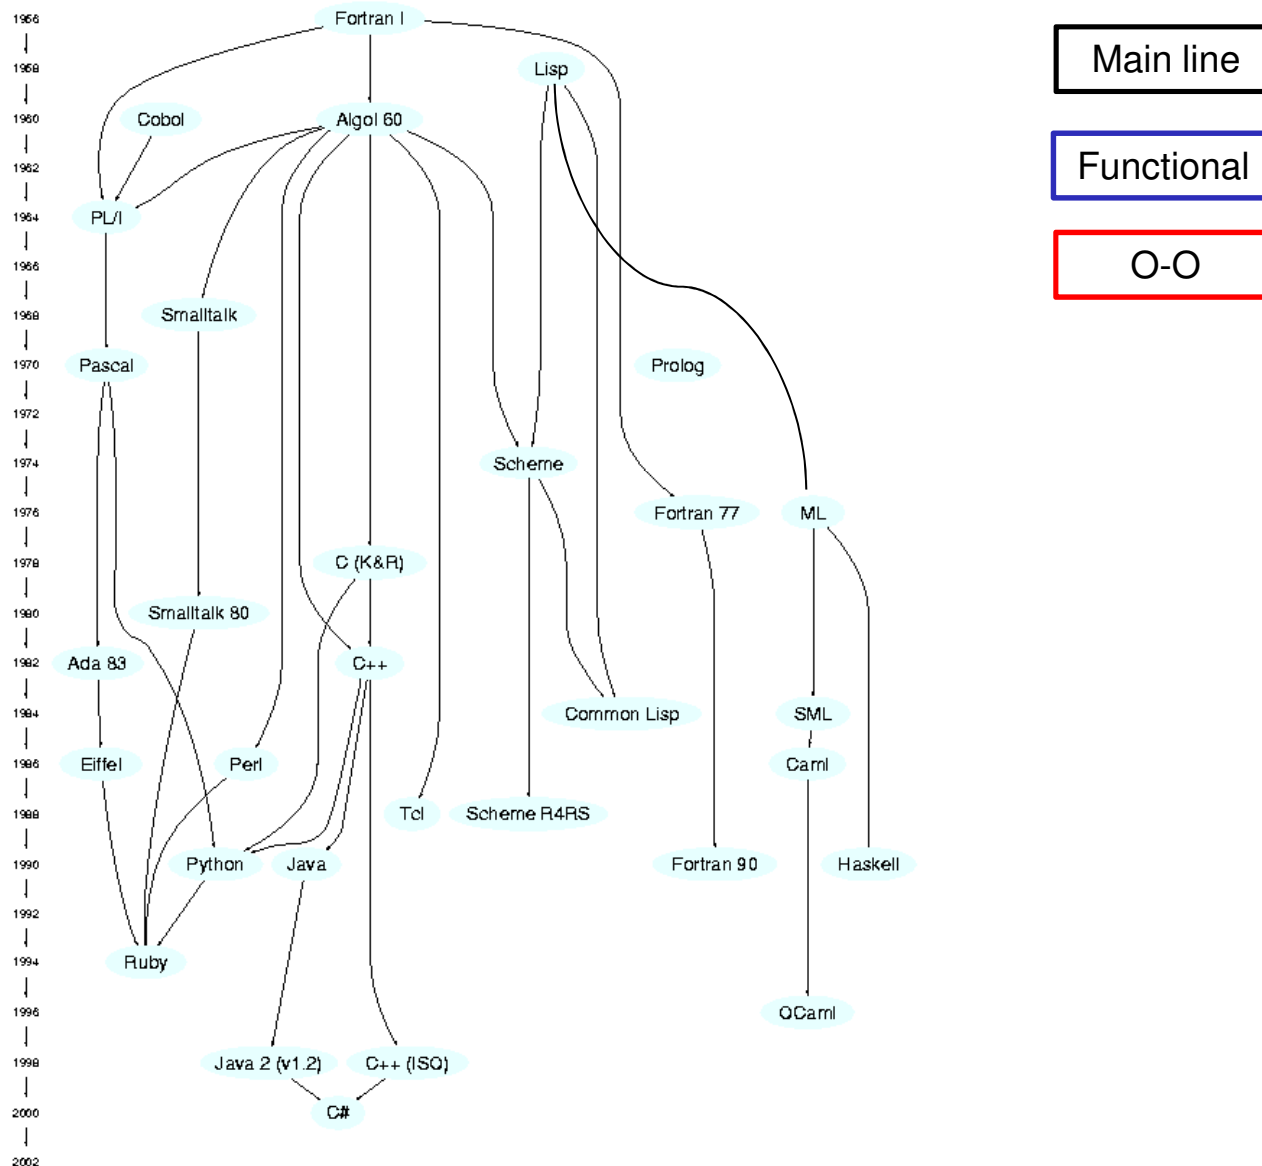 1956
Fortran I
1958
Lisp
Main line
1960
Cobol
Algol 60
1962
Functional
1964
PL/I
1966
O-O
1968
Smalltalk
1970
Pascal
Prolog
1972
1974
Scheme
1976
Fortran 77
ML
1978
C (K&R)
1980
Smalltalk 80
1982
Ada 83
C++
1984
Common Lisp
SML
1986
Eiffel
Perl
Caml
1988
Tcl
Scheme R4RS
1990
Python
Java
Fortran 90
Haskell
1992
1994
Ruby
1996
OCaml
1998
Java 2 (v1.2)
C++ (ISO)
2000
C#
2002